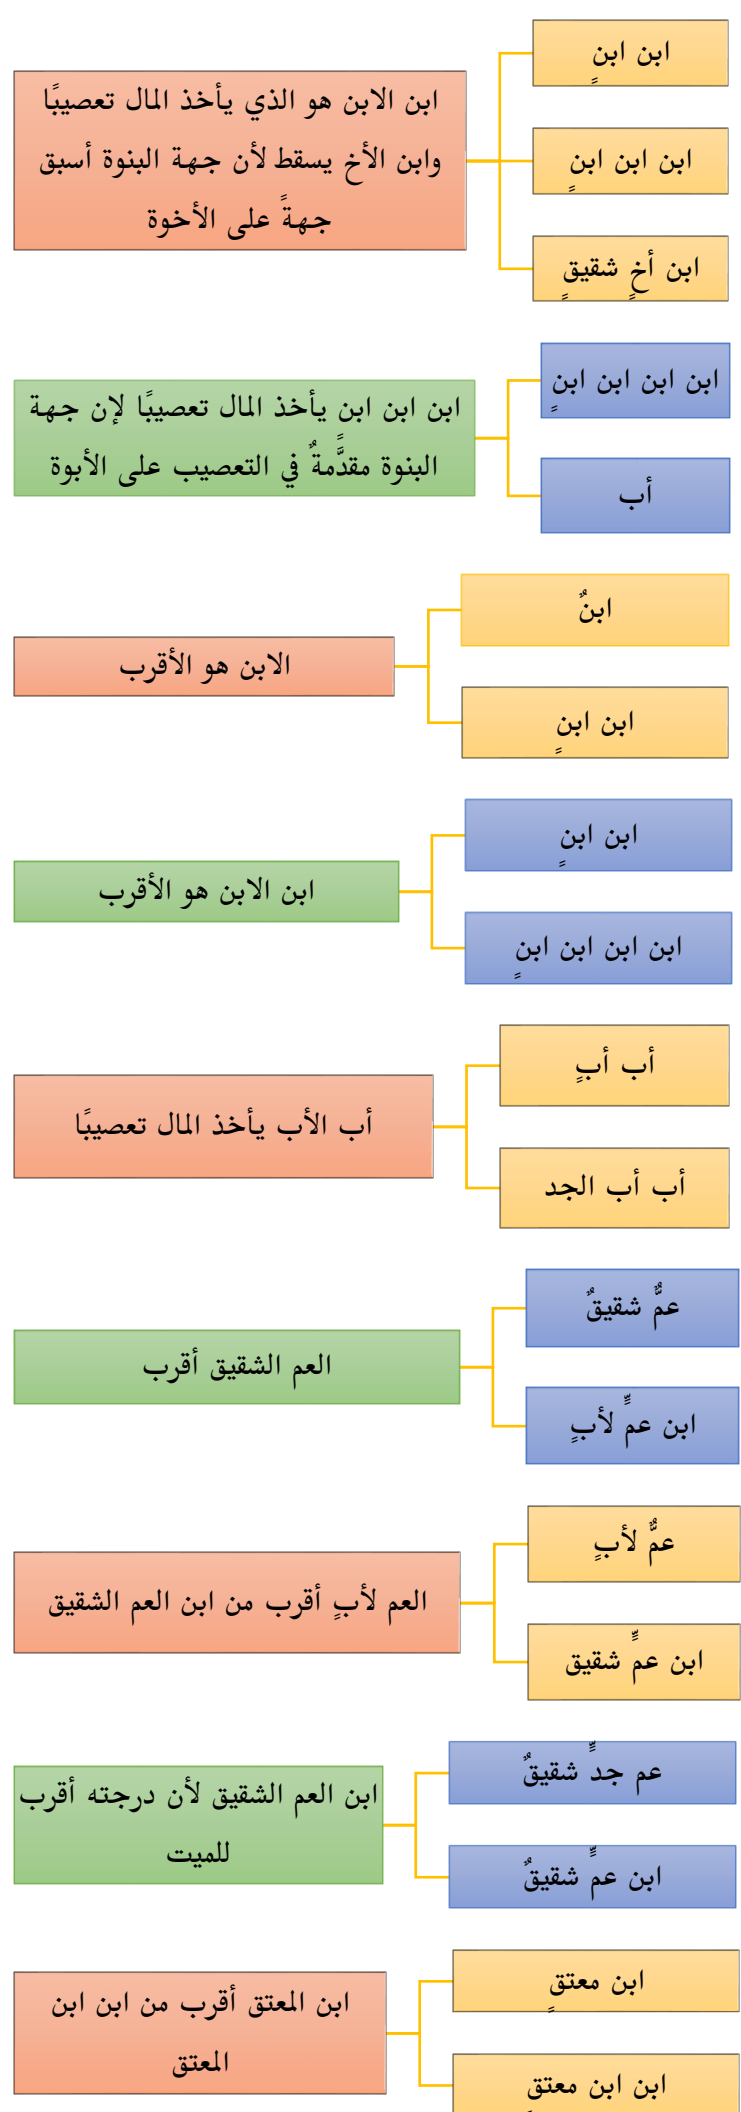 ابن ابنٍ
ابن ابن ابنٍ
ابن أخٍ شقيقٍ
ابن الابن هو الذي يأخذ المال تعصيبًا
وابن الأخ يسقط لأن جهة البنوة أسبق
جهةً على الأخوة
ابن ابن ابن ابنٍ
أب
ابن ابن ابنٍ يأخذ المال تعصيبًا لإن جهة
البنوة مقدَّمةٌ في التعصيب على الأبوة
ابنٌ
ابن ابنٍ
الابن هو الأقرب
ابن ابنٍ
ابن ابن ابن ابنٍ
ابن الابن هو الأقرب
أب أبٍ
أب أب الجد
أب الأب يأخذ المال تعصيبًا
عمٌّ شقيقٌ
ابن عمٍّ لأبٍ
العم الشقيق أقرب
عمٌّ لأبٍ
ابن عمٍّ شقيق
العم لأبٍ أقرب من ابن العم الشقيق
عم جدٍّ شقيقٌ
ابن عمٍّ شقيقٌ
ابن العم الشقيق لأن درجته أقرب
للميت
ابن معتقٍ
ابن ابن معتقٍ
ابن المعتق أقرب من ابن ابن
المعتق